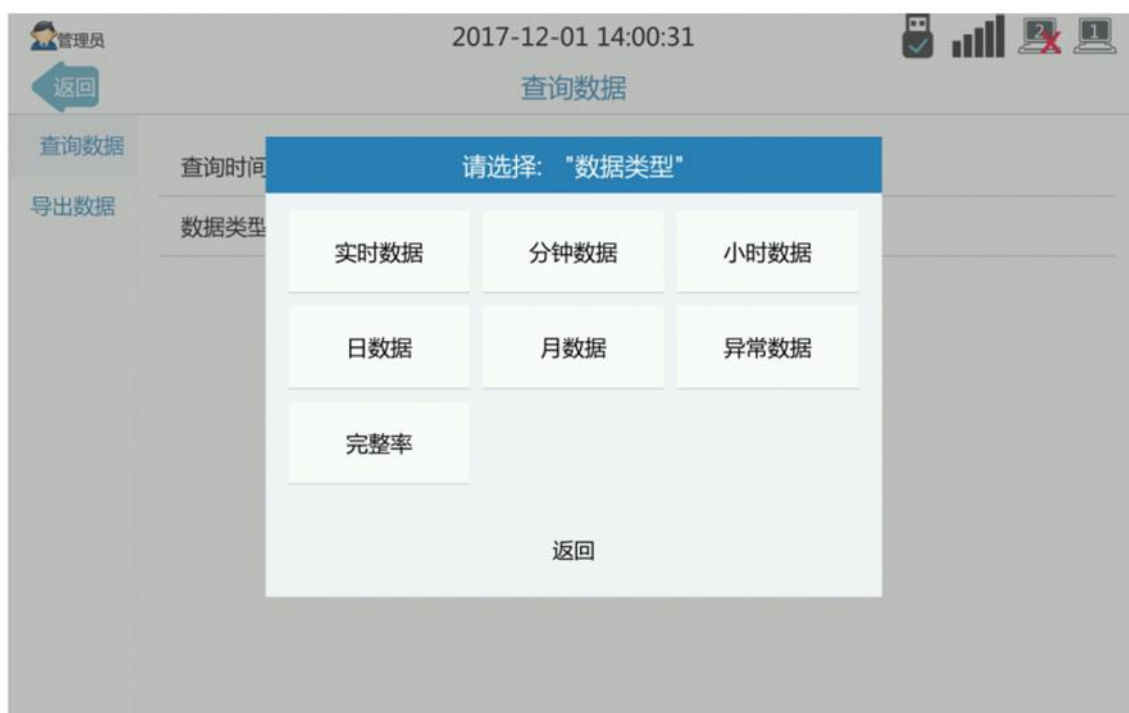 管理员
2017-12-01 14:00:31
2
1
返回
查询数据
查询数据
导出数据
查询时间
数据类型
请选择: "数据类型"
实时数据 分钟数据 小时数据
日数据 月数据 异常数据
完整率
返回